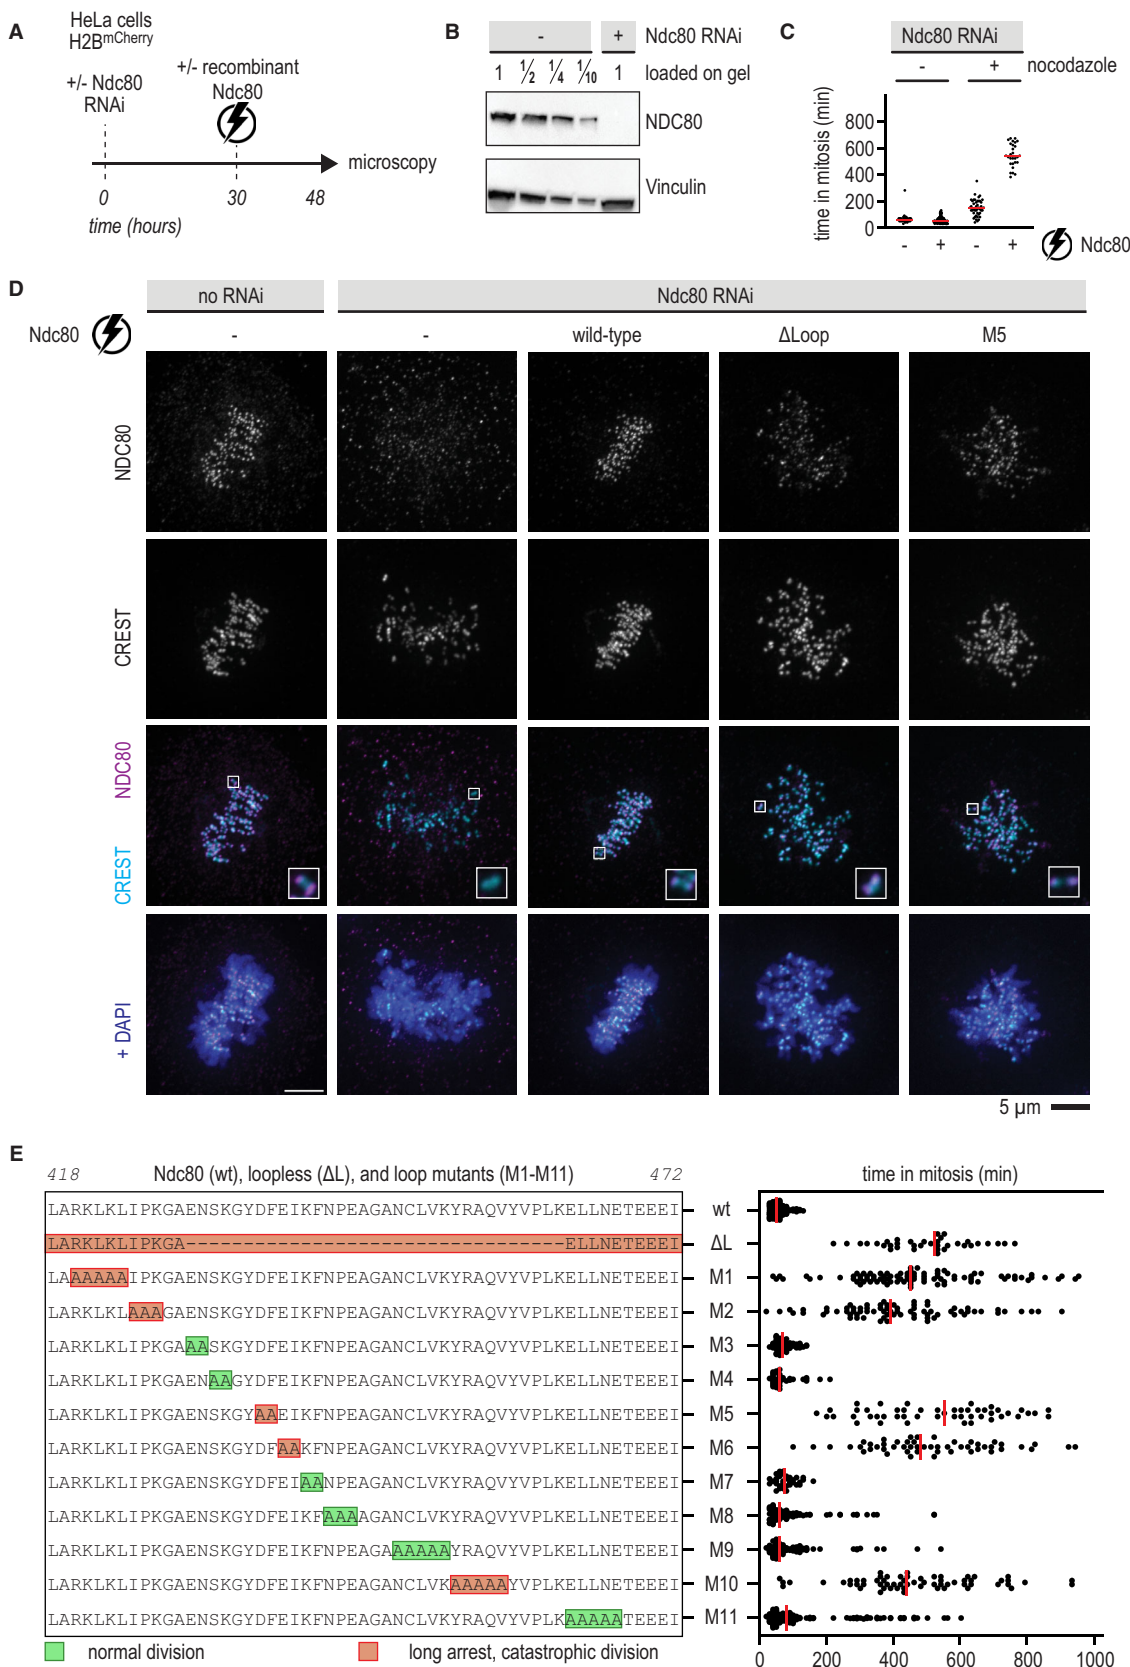 A
HeLa cells
H2BmCherry
+/- Ndc80
RNAi
+/- recombinant
Ndc80
microscopy
0 30 48
time (hours)
B
- + Ndc80 RNAi
1 1/2 1/4 1/10 1 loaded on gel
NDC80
Vinculin
C
Ndc80 RNAi
- + nocodazole
time in mitosis (min)
800
600
400
200
0
- + - + Ndc80
D
no RNAi Ndc80 RNAi
Ndc80 - - wild-type ΔLoop M5
NDC80
CREST
CREST NDC80
+ DAPI
5 µm
E
418 Ndc80 (wt), loopless (ΔL), and loop mutants (M1-M11) 472 time in mitosis (min)
LARKLKLIPKGAENSKGYDFEIKFNPEAGANCLVKYRAQVYVPLKELLNETEEEI wt
LARKLKLIPKGA---------------------------------ELLNETEEEI ΔL
LAAAAAAIPKGAENSKGYDFEIKFNPEAGANCLVKYRAQVYVPLKELLNETEEEI M1
LARKLKLAAAGAENSKGYDFEIKFNPEAGANCLVKYRAQVYVPLKELLNETEEEI M2
LARKLKLIPKGAAASKGYDFEIKFNPEAGANCLVKYRAQVYVPLKELLNETEEEI M3
LARKLKLIPKGAENAAGYDFEIKFNPEAGANCLVKYRAQVYVPLKELLNETEEEI M4
LARKLKLIPKGAENSKGYAAEIKFNPEAGANCLVKYRAQVYVPLKELLNETEEEI M5
LARKLKLIPKGAENSKGYDFAAKFNPEAGANCLVKYRAQVYVPLKELLNETEEEI M6
LARKLKLIPKGAENSKGYDFEIAANPEAGANCLVKYRAQVYVPLKELLNETEEEI M7
LARKLKLIPKGAENSKGYDFEIKFAAAAGANCLVKYRAQVYVPLKELLNETEEEI M8
LARKLKLIPKGAENSKGYDFEIKFNPEAGAAAAAAYRAQVYVPLKELLNETEEEI M9
LARKLKLIPKGAENSKGYDFEIKFNPEAGANCLVKAAAAAYVPLKELLNETEEEI M10
LARKLKLIPKGAENSKGYDFEIKFNPEAGANCLVKYRAQVYVPLKAAAAATEEEI M11
normal division long arrest, catastrophic division
0 200 400 600 800 1000